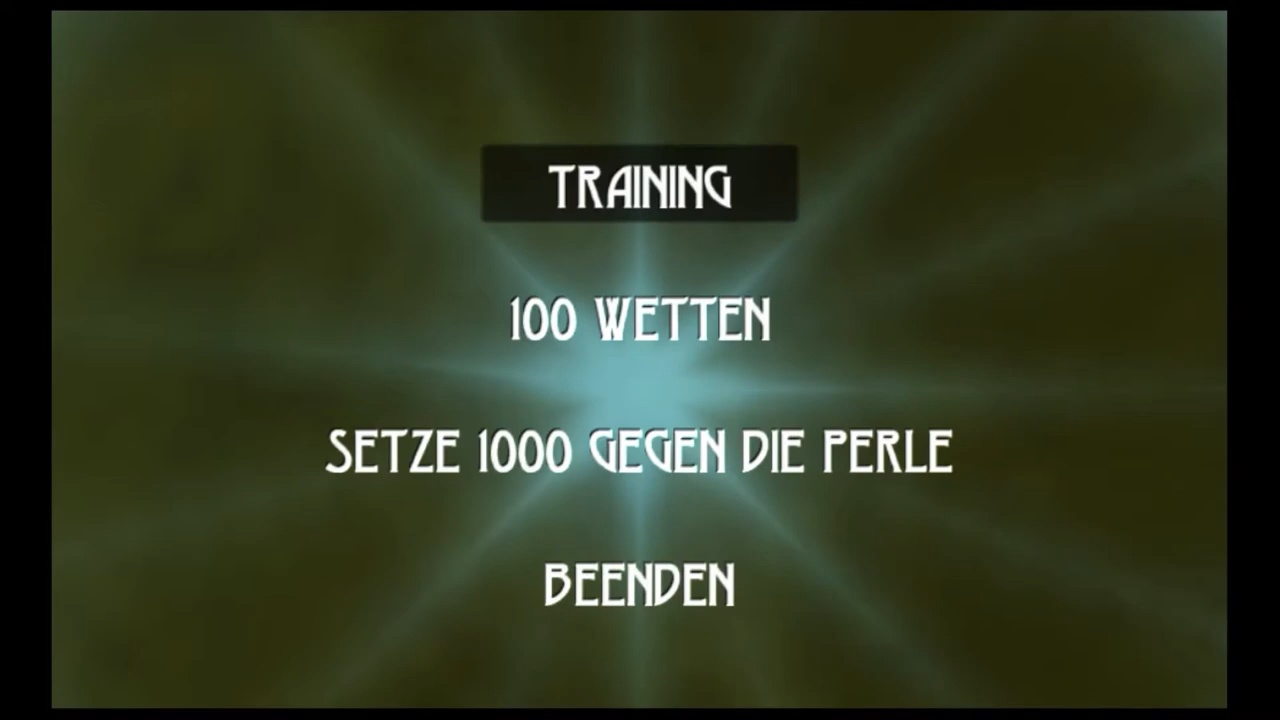 TRAINING
100 WETTEN
SETZE 1000 GEGEN DIE PERLE
BEENDEN